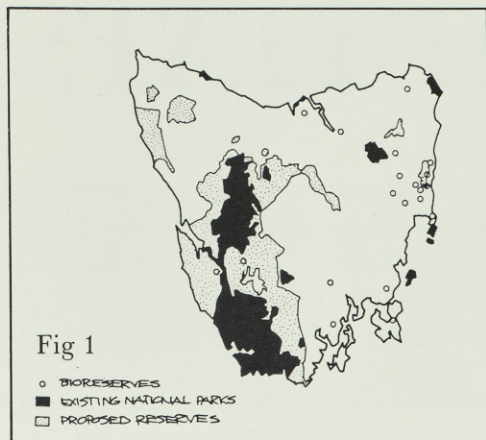 Fig 1
BIORESERVES
EXISTING NATIONAL PARKS
PROPOSED RESERVES